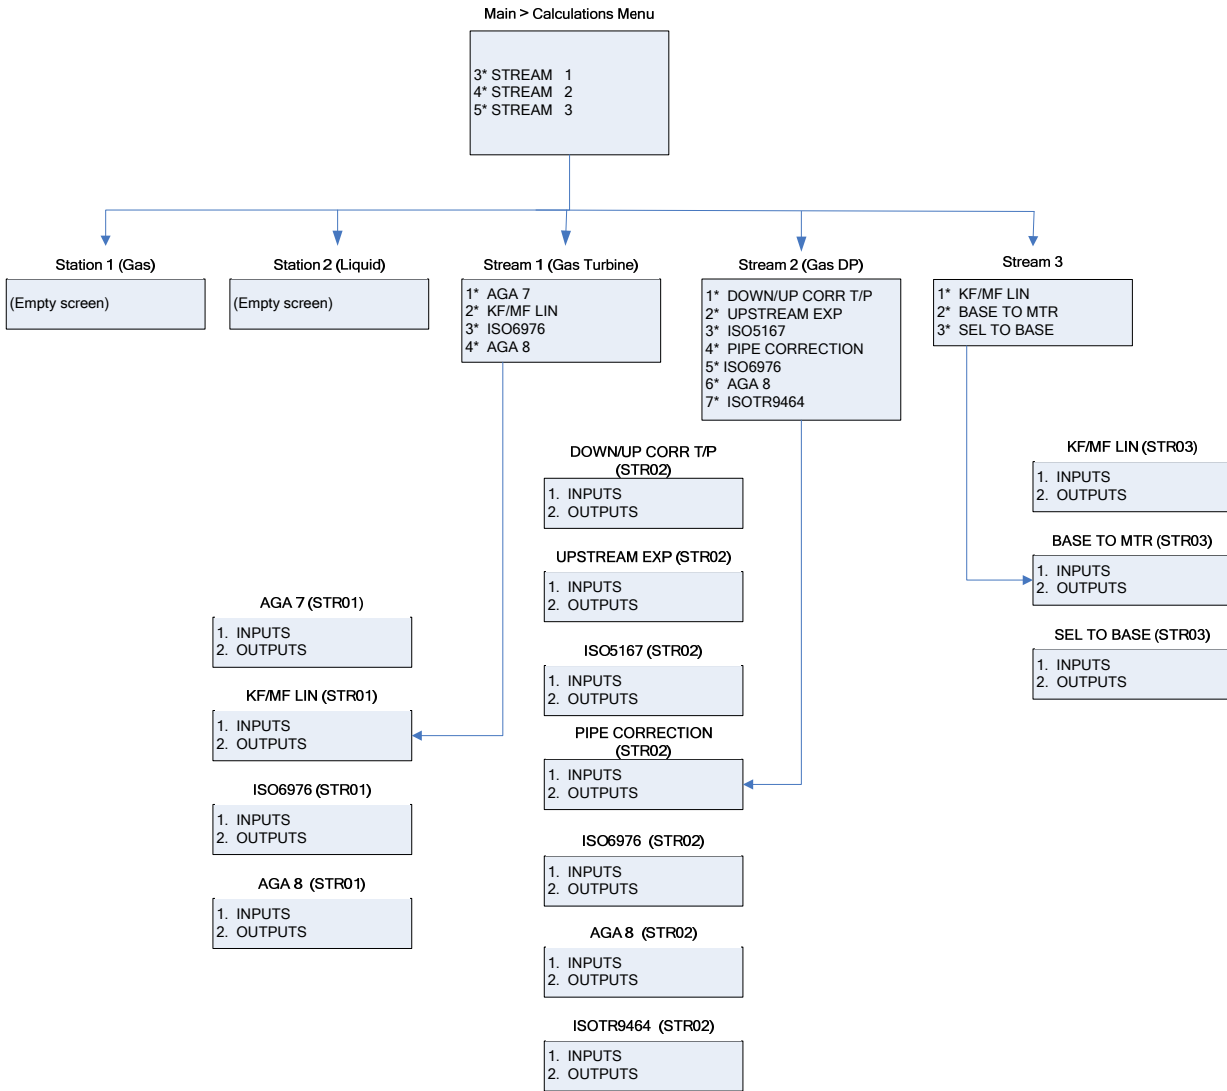 Main > Calculations Menu
3* STREAM 1
4* STREAM 2
5* STREAM 3
Station 1 (Gas)
(Empty screen)
Station 2 (Liquid)
(Empty screen)
Stream 1 (Gas Turbine)
1* AGA 7
2* KF/MF LIN
3* ISO6976
4* AGA 8
Stream 2 (Gas DP)
1* DOWN/UP CORR T/P
2* UPSTREAM EXP
3* ISO5167
4* PIPE CORRECTION
5* ISO6976
6* AGA 8
7* ISOTR9464
Stream 3
1* KF/MF LIN
2* BASE TO MTR
3* SEL TO BASE
AGA 7 (STR01)
1. INPUTS
2. OUTPUTS
KF/MF LIN (STR01)
1. INPUTS
2. OUTPUTS
ISO6976 (STR01)
1. INPUTS
2. OUTPUTS
AGA 8 (STR01)
1. INPUTS
2. OUTPUTS
DOWN/UP CORR T/P
(STR02)
1. INPUTS
2. OUTPUTS
UPSTREAM EXP (STR02)
1. INPUTS
2. OUTPUTS
ISO5167 (STR02)
1. INPUTS
2. OUTPUTS
PIPE CORRECTION
(STR02)
1. INPUTS
2. OUTPUTS
ISO6976 (STR02)
1. INPUTS
2. OUTPUTS
AGA 8 (STR02)
1. INPUTS
2. OUTPUTS
ISOTR9464 (STR02)
1. INPUTS
2. OUTPUTS
KF/MF LIN (STR03)
1. INPUTS
2. OUTPUTS
BASE TO MTR (STR03)
1. INPUTS
2. OUTPUTS
SEL TO BASE (STR03)
1. INPUTS
2. OUTPUTS